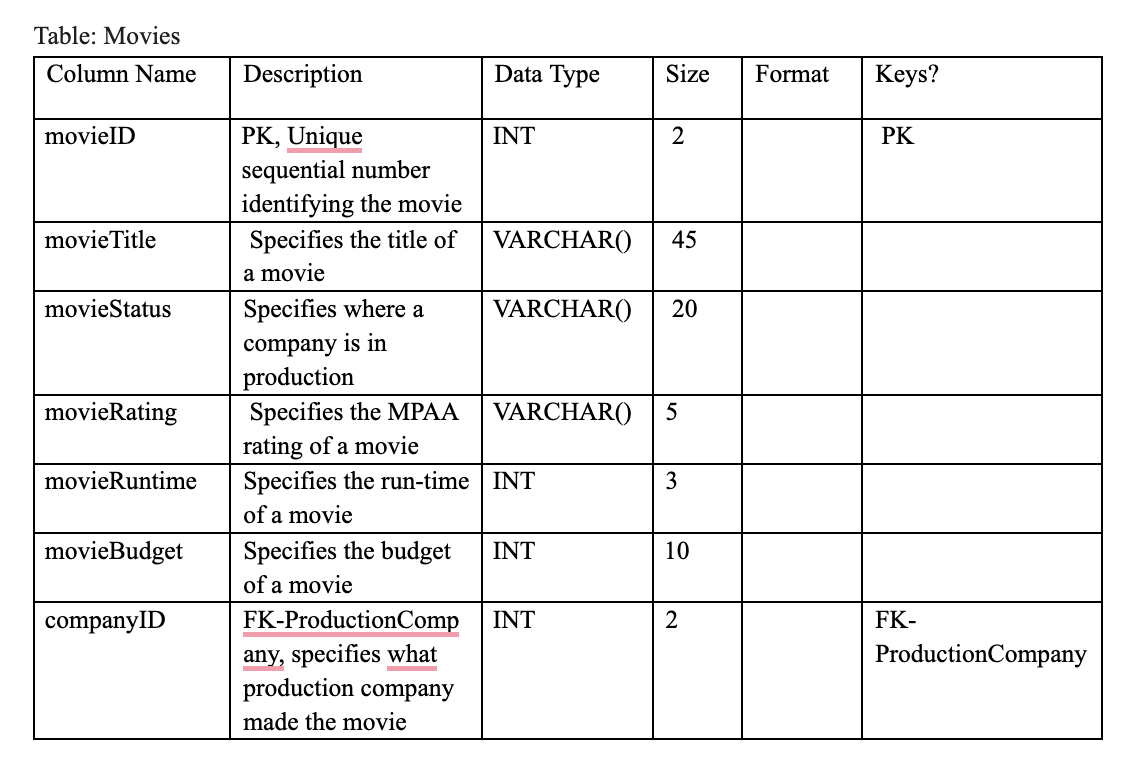 Table: Movies
Column Name Description Data Type Size Format Keys?
movieID PK, Unique INT 2 PK
sequential number
identifying the movie
movieTitle Specifies the title of VARCHAR() 45
a movie
movieStatus Specifies where a VARCHAR() 20
company is in
production
movieRating Specifies the MPAA VARCHAR() 5
rating of a movie
movieRuntime Specifies the run-time INT 3
of a movie
movieBudget Specifies the budget INT 10
of a movie
companyID FK-ProductionComp INT 2 FK-
any, specifies what ProductionCompany
production company
made the movie